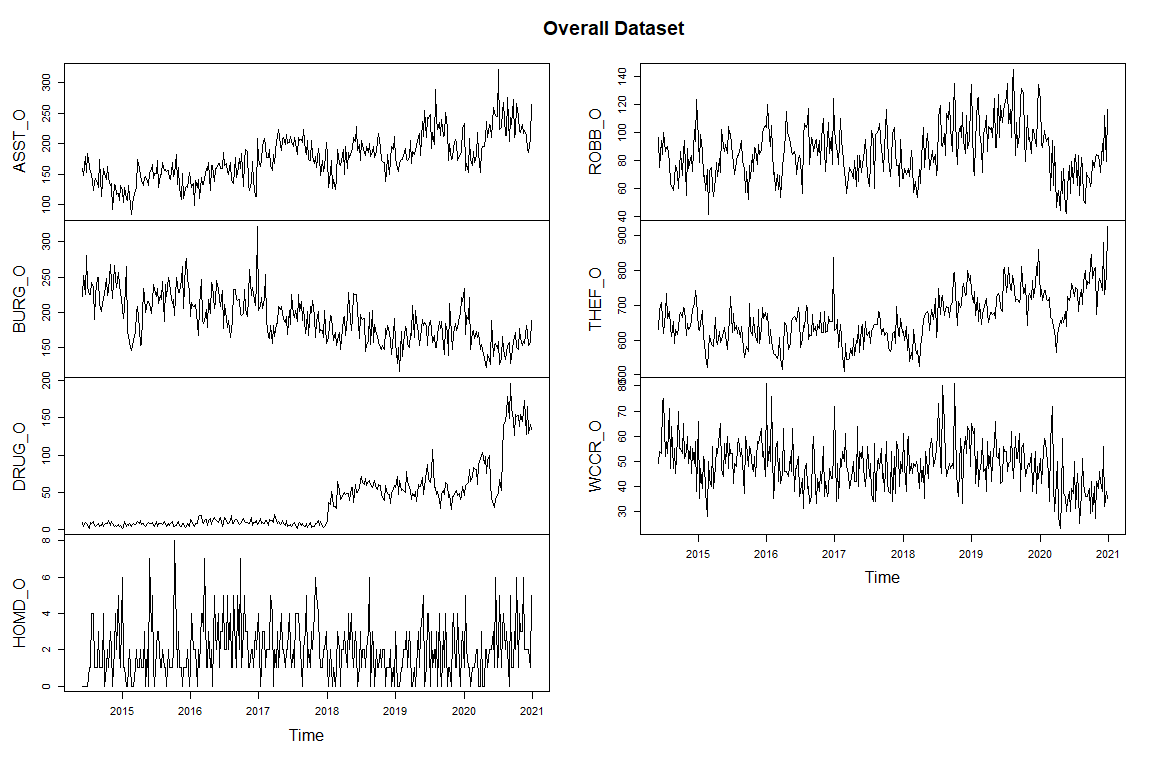 Overall Dataset
ASST_O
100 150 200 250 300
BURG_O
100 150 200 250 300
DRUG_O
0 50 100 150 200
HOMD_O
0 2 4 6 8
2015 2016 2017 2018 2019 2020 2021
Time
ROBB_O
40 60 80 100 120 140
THEF_O
500 600 700 800 900
WCCR_O
30 40 50 60 70 80
2015 2016 2017 2018 2019 2020 2021
Time